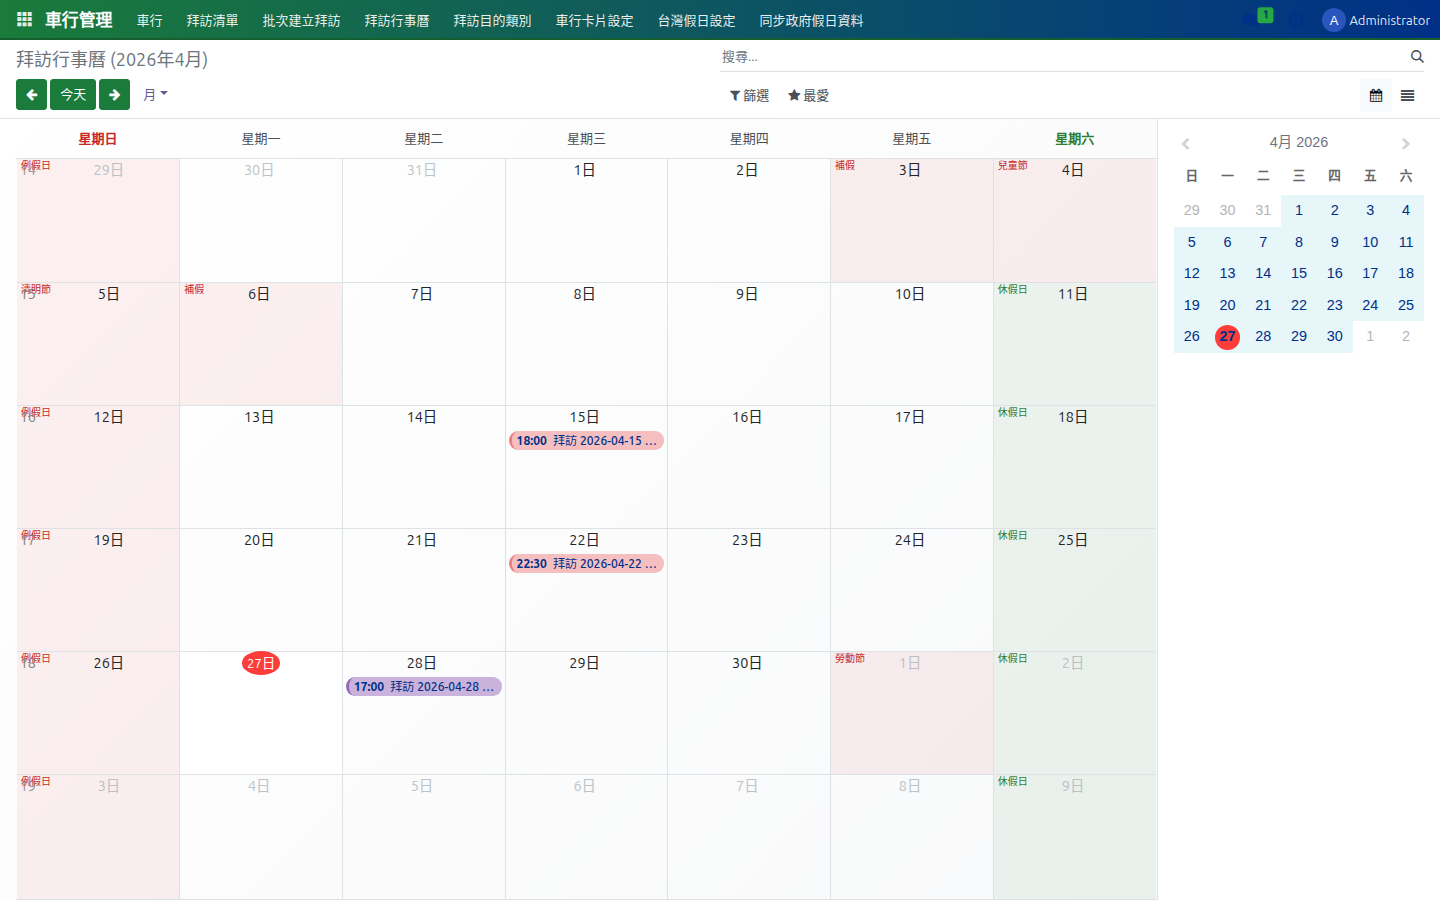 車行管理 車行 拜訪清單 批次建立拜訪 拜訪行事曆 拜訪目的類別 車行卡片設定 台灣假日設定 同步政府假日資料 1 A Administrator
拜訪行事曆 (2026年4月) 搜尋...
今天 月 篩選 最愛
星期日 星期一 星期二 星期三 星期四 星期五 星期六
例假日 14 29日 30日 31日 1日 2日 補假 3日 兒童節 4日
清明節 15 5日 補假 6日 7日 8日 9日 10日 休假日 11日
例假日 16 12日 13日 14日 15日 16日 17日 休假日 18日
18:00 拜訪 2026-04-15 ...
例假日 17 19日 20日 21日 22日 23日 24日 休假日 25日
22:30 拜訪 2026-04-22 ...
例假日 18 26日 27日 28日 29日 30日 勞動節 1日 休假日 2日
17:00 拜訪 2026-04-28 ...
例假日 19 3日 4日 5日 6日 7日 8日 休假日 9日
4月 2026
日 一 二 三 四 五 六
29 30 31 1 2 3 4
5 6 7 8 9 10 11
12 13 14 15 16 17 18
19 20 21 22 23 24 25
26 27 28 29 30 1 2